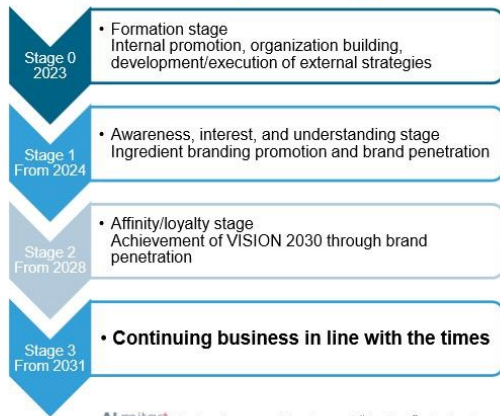 Stage 0
2023
• Formation stage
Internal promotion, organization building,
development/execution of external strategies
Stage 1
From 2024
• Awareness, interest, and understanding stage
Ingredient branding promotion and brand penetration
Stage 2
From 2028
• Affinity/loyalty stage
Achievement of VISION 2030 through brand
penetration
Stage 3
From 2031
• Continuing business in line with the times